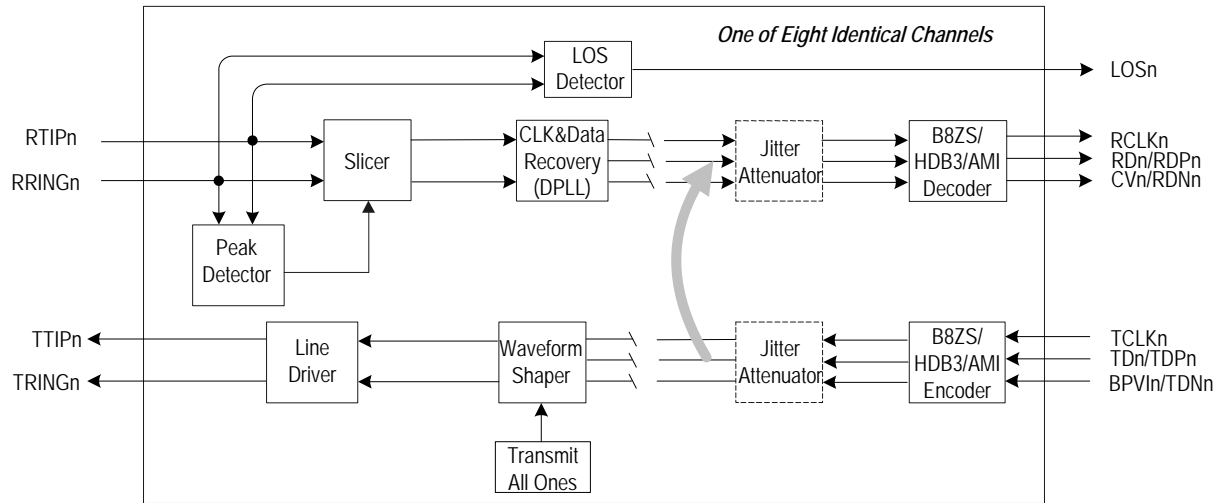 One of Eight Identical Channels
LOS
Detector
LOSn
RTIPn
RRINGn
Slicer
CLK&Data
Recovery
(DPLL)
Jitter
Attenuator
B8ZS/
HDB3/AMI
Decoder
RCLKn
RDn/RDPn
CVn/RDNn
Peak
Detector
TTIPn
TRINGn
Line
Driver
Waveform
Shaper
Jitter
Attenuator
B8ZS/
HDB3/AMI
Encoder
TCLKn
TDn/TDPn
BPVIn/TDNn
Transmit
All Ones